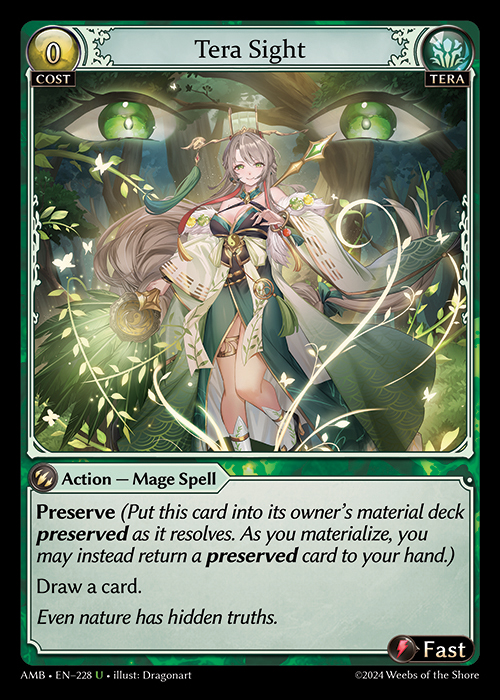 0
COST
Tera Sight
TERA
Action — Mage Spell
Preserve (Put this card into its owner's material deck
preserved as it resolves. As you materialize, you
may instead return a preserved card to your hand.)
Draw a card.
Even nature has hidden truths.
Fast
AMB • EN–228 U • illust: Dragonart
©2024 Weebs of the Shore